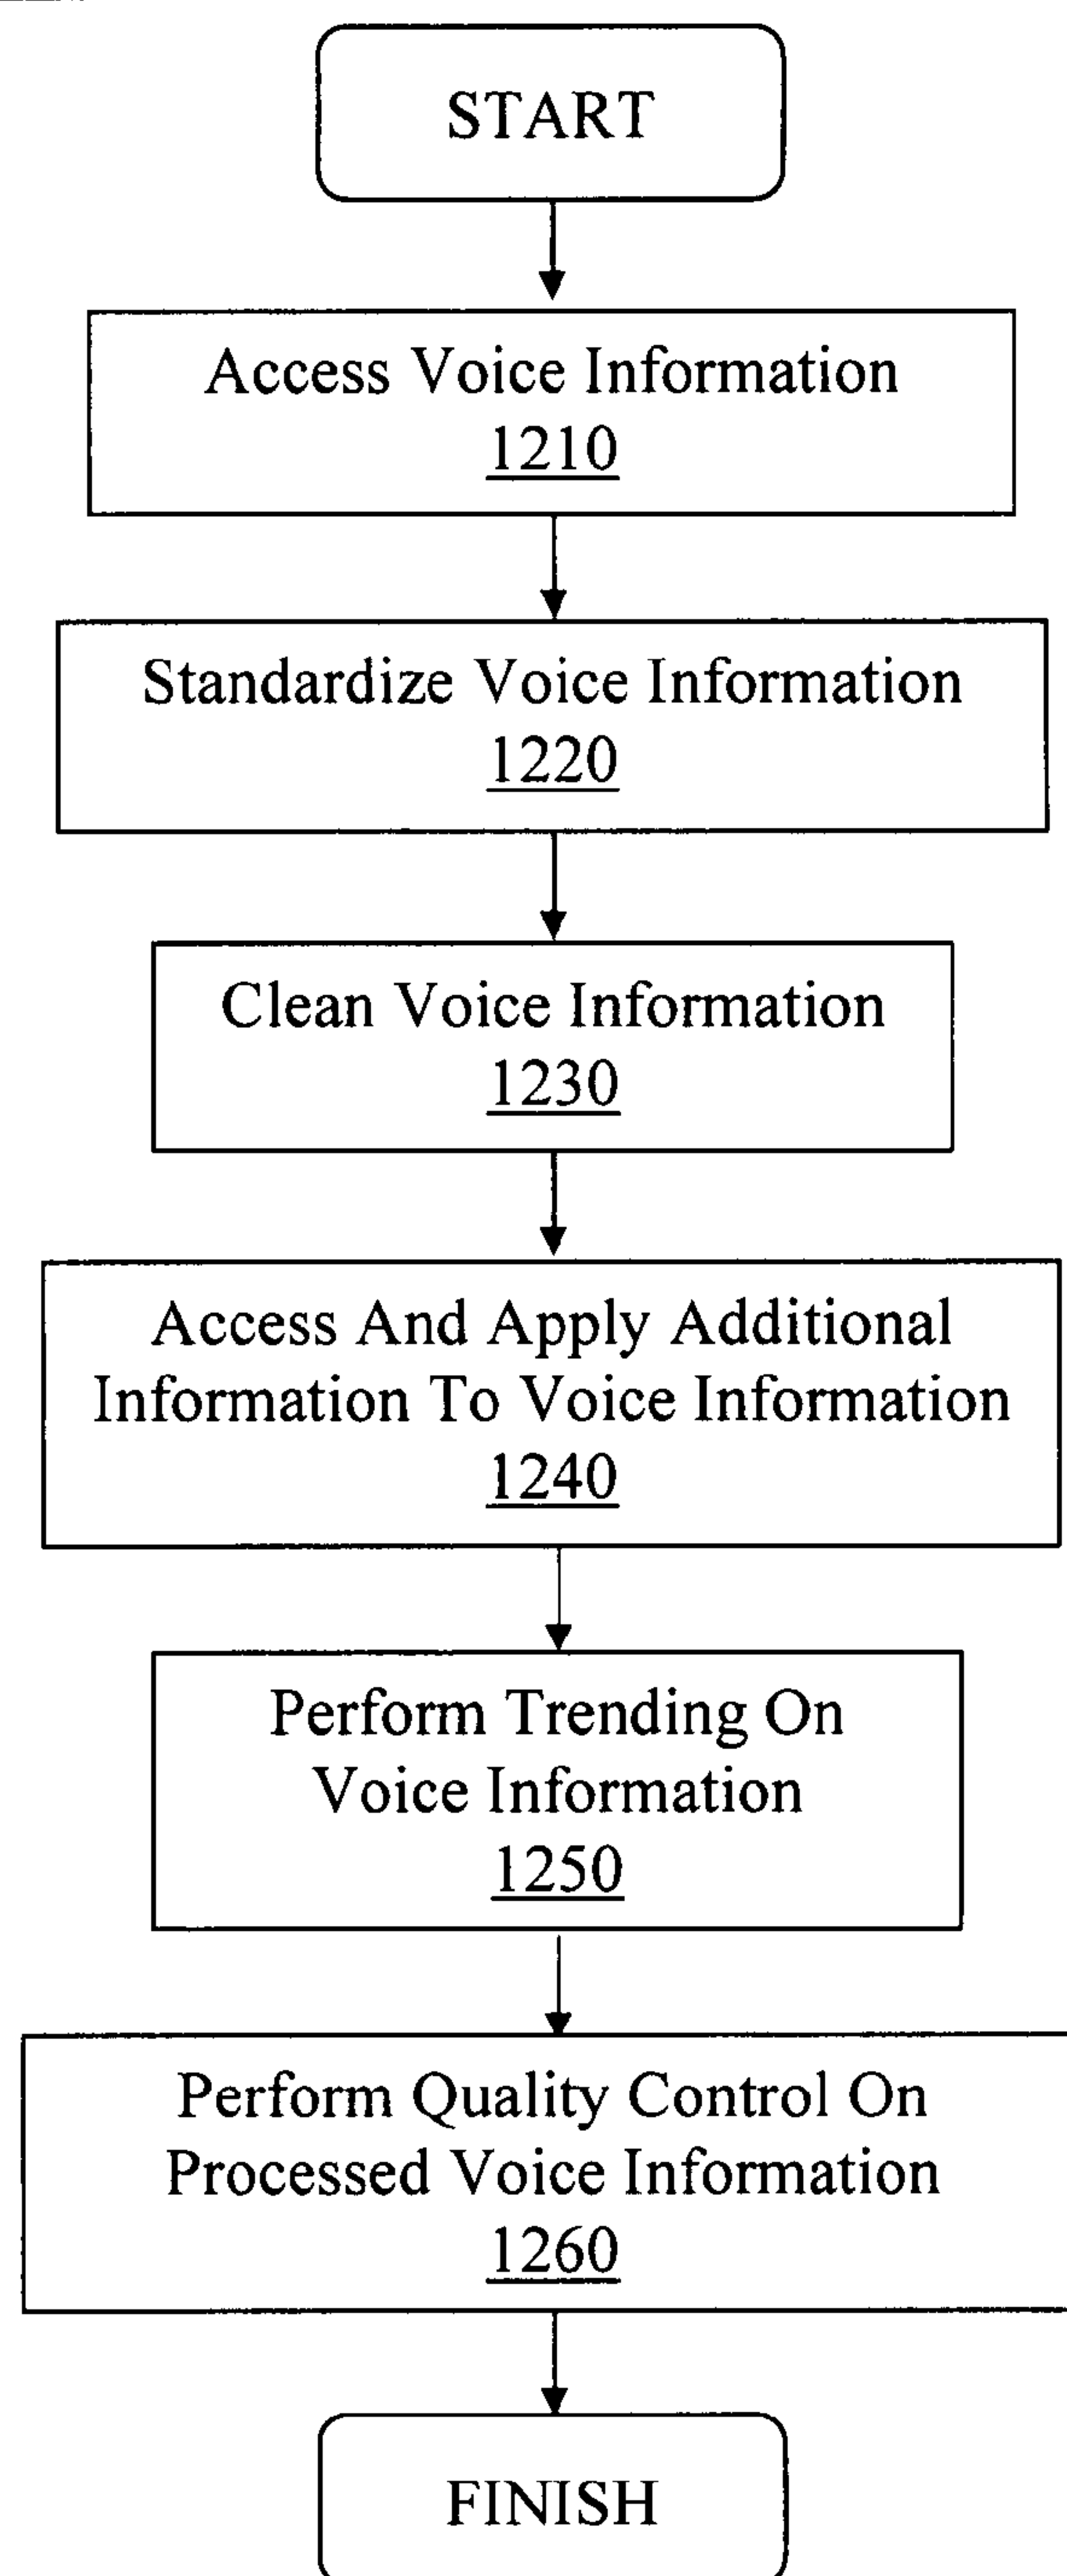 START
Access Voice Information
1210
Standardize Voice Information
1220
Clean Voice Information
1230
Access And Apply Additional
Information To Voice Information
1240
Perform Trending On
Voice Information
1250
Perform Quality Control On
Processed Voice Information
1260
FINISH